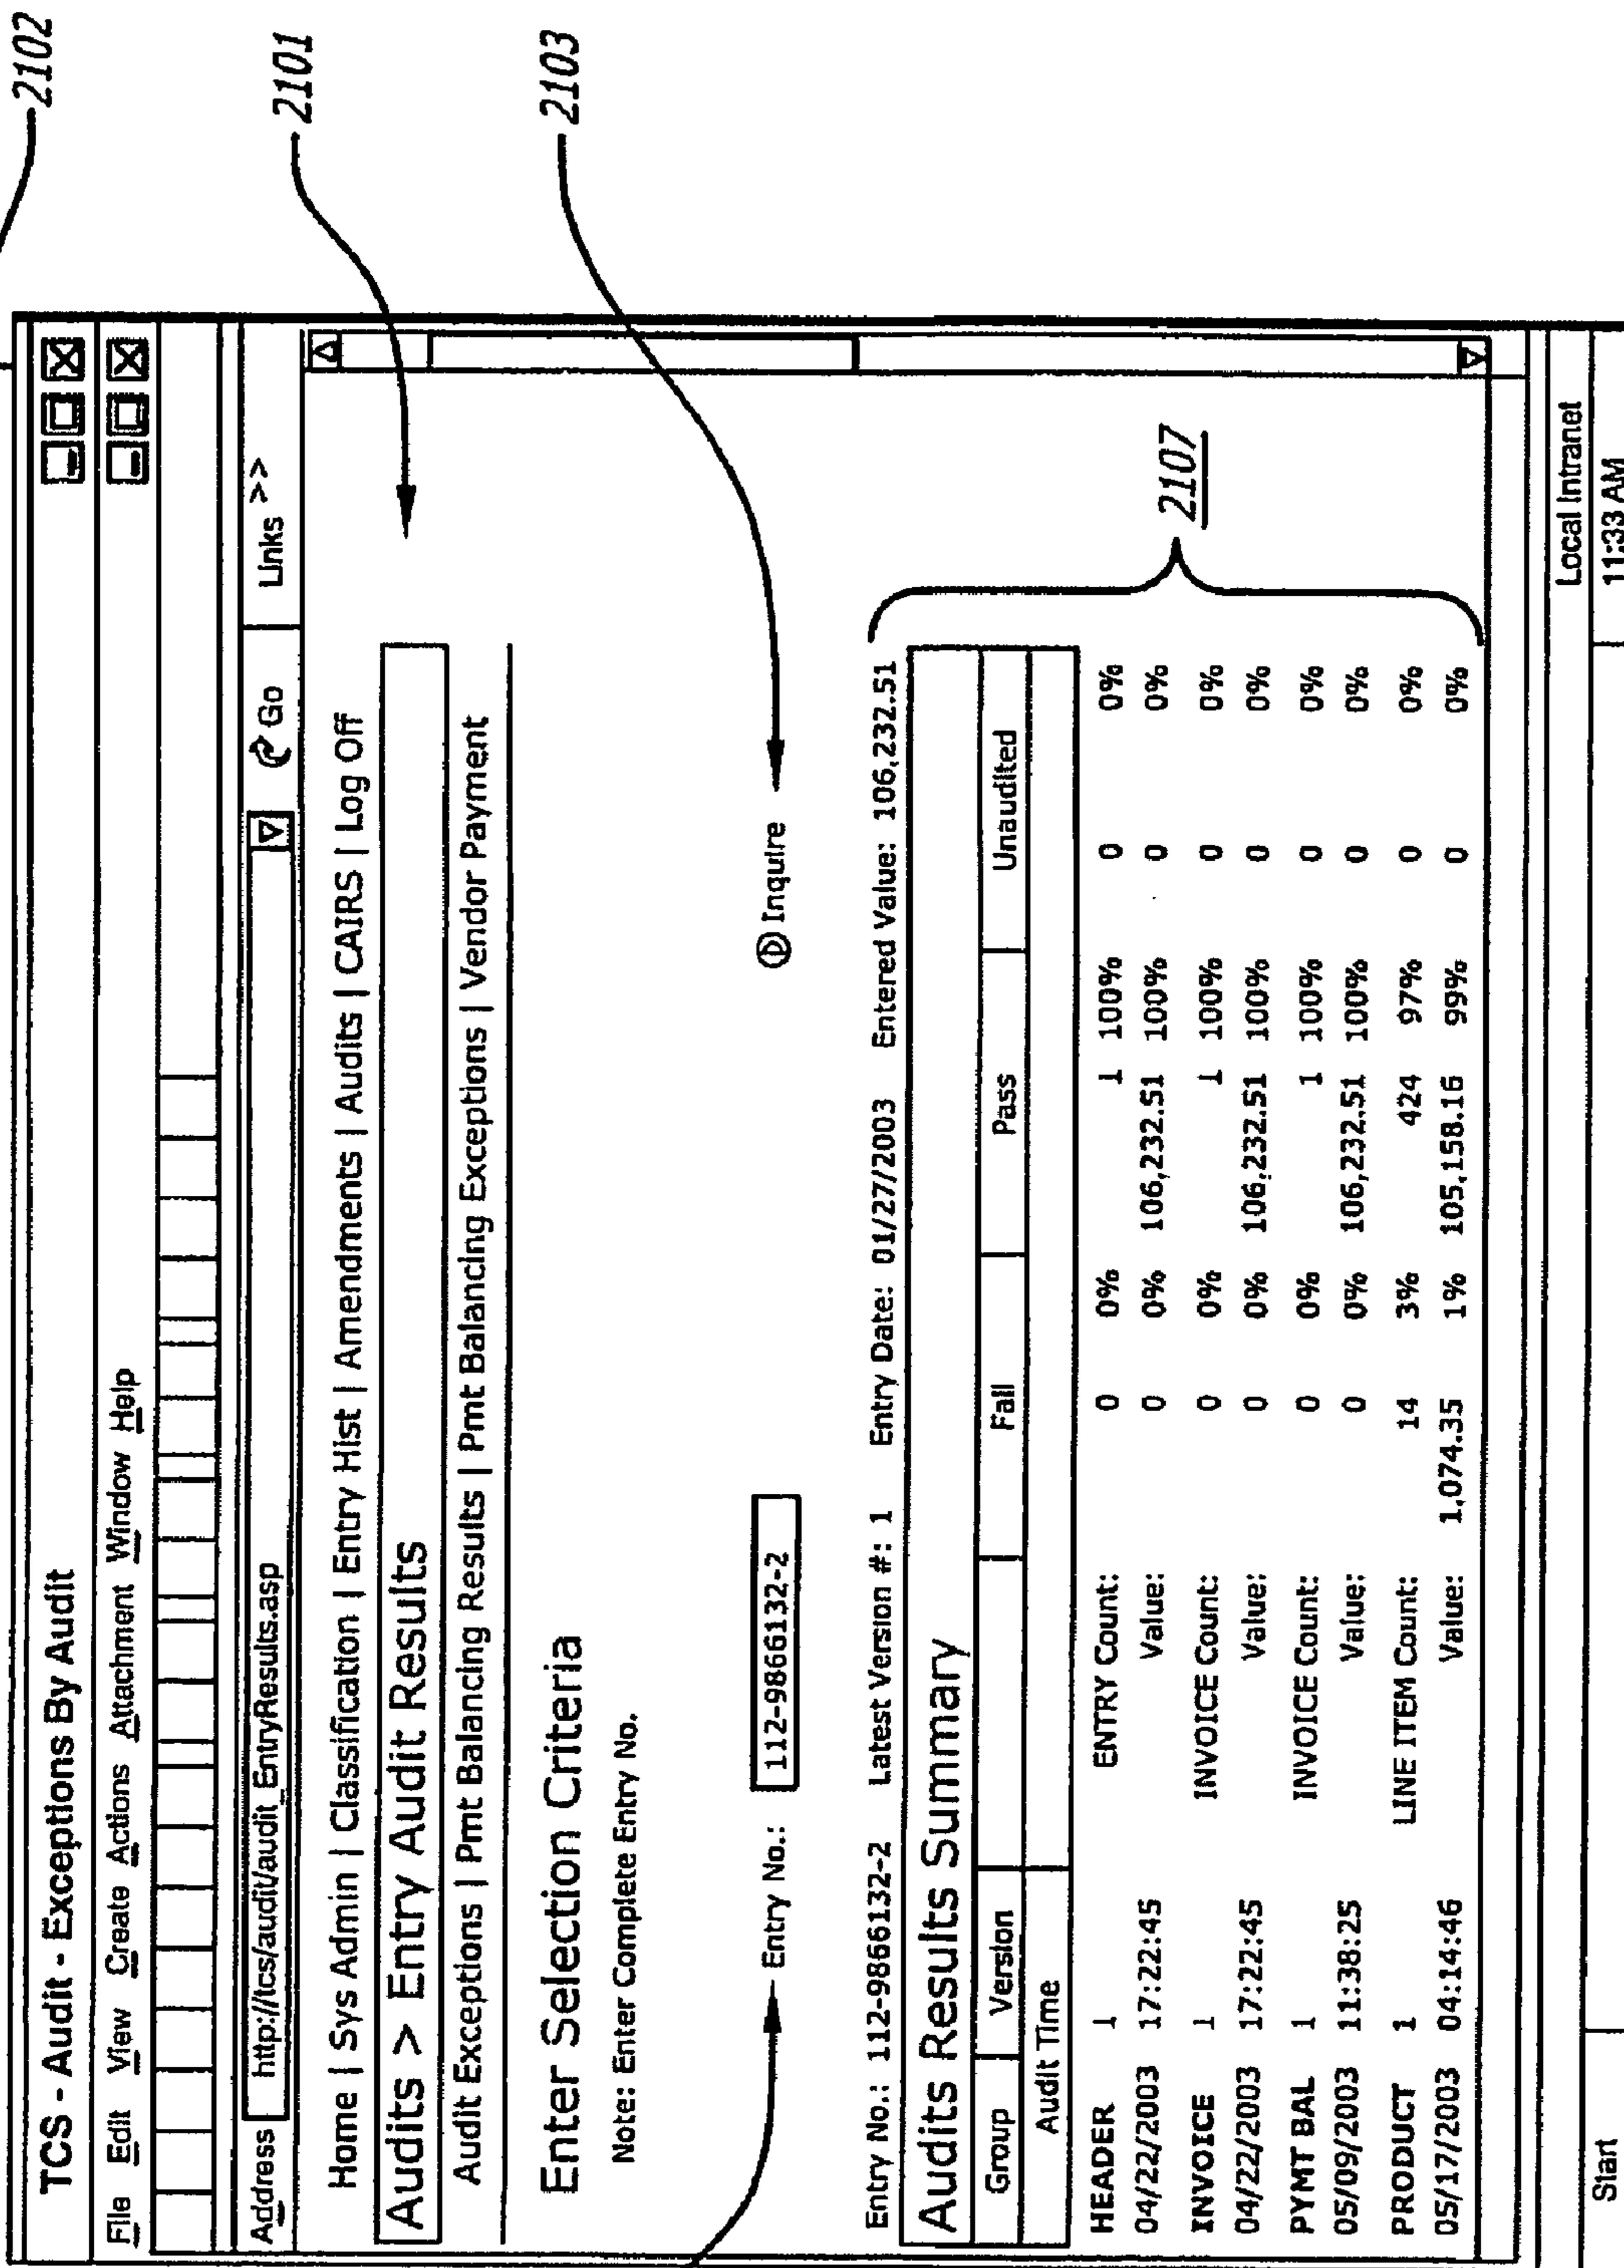 2102
TCS - Audit - Exceptions By Audit
File Edit View Create Actions Attachment Window Help
Address http://tcs/audit/audit_EntryResults.asp Go Links >>
2101
Home | Sys Admin | Classification | Entry Hist | Amendments | Audits | CAIRS | Log Off
Audits > Entry Audit Results
Audit Exceptions | Pmt Balancing Results | Pmt Balancing Exceptions | Vendor Payment
Enter Selection Criteria
2103
Note: Enter Complete Entry No.
Entry No.: 112-9866132-2 Inquire
Entry No.: 112-9866132-2 Latest Version #: 1 Entry Date: 01/27/2003 Entered Value: 106,232.51
Audits Results Summary
Group Version Fail Pass Unaudited
Audit Time
2107
HEADER 1 ENTRY Count: 0 0% 1 100% 0 0%
04/22/2003 17:22:45 Value: 0 0% 106,232.51 100% 0 0%
INVOICE 1 INVOICE Count: 0 0% 1 100% 0 0%
04/22/2003 17:22:45 Value: 0 0% 106,232.51 100% 0 0%
PYMT BAL 1 INVOICE Count: 0 0% 1 100% 0 0%
05/09/2003 11:38:25 Value: 0 0% 106,232.51 100% 0 0%
PRODUCT 1 LINE ITEM Count: 14 3% 424 97% 0 0%
05/17/2003 04:14:46 Value: 1,074.35 1% 105,158.16 99% 0 0%
Local Intranet
Start 11:33 AM